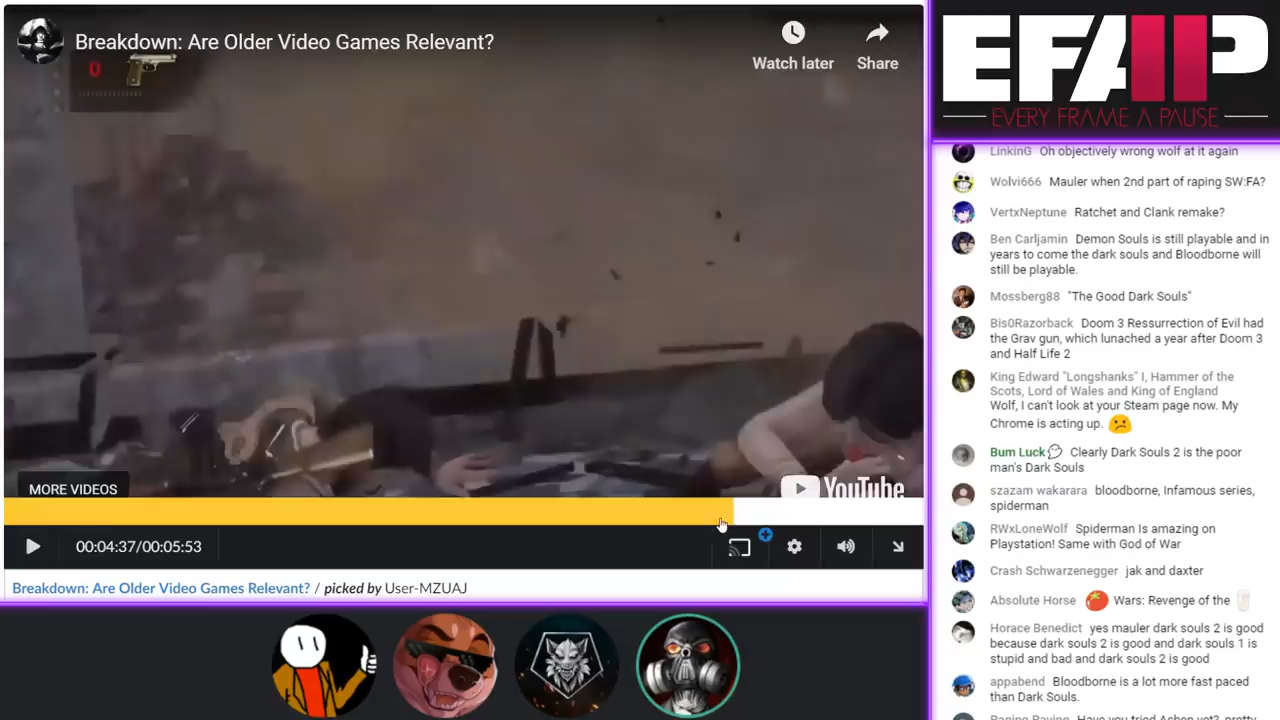 Breakdown: Are Older Video Games Relevant?
Watch later
Share
0
MORE VIDEOS
YouTube
00:04:37/00:05:53
Breakdown: Are Older Video Games Relevant? / picked by User-MZUAJ
EFAP
EVERY FRAME A PAUSE
LinkinG Oh objectively wrong wolf at it again
Wolvi666 Mauler when 2nd part of raping SW:FA?
VertxNeptune Ratchet and Clank remake?
Ben Carljamin Demon Souls is still playable and in
years to come the dark souls and Bloodborne will
still be playable.
Mossberg88 "The Good Dark Souls"
Bis0Razorback Doom 3 Ressurrection of Evil had
the Grav gun, which lunached a year after Doom 3
and Half Life 2
King Edward "Longshanks" I, Hammer of the
Scots, Lord of Wales and King of England
Wolf, I can't look at your Steam page now. My
Chrome is acting up.
Bum Luck Clearly Dark Souls 2 is the poor
man's Dark Souls
szazam wakarara bloodborne, Infamous series,
spiderman
RWxLoneWolf Spiderman Is amazing on
Playstation! Same with God of War
Crash Schwarzenegger jak and daxter
Absolute Horse Wars: Revenge of the
Horace Benedict yes mauler dark souls 2 is good
because dark souls 2 is good and dark souls 1 is
stupid and bad and dark souls 2 is good
appabend Bloodborne is a lot more fast paced
than Dark Souls.
Raging Raving Have you tried Ashen yet? pretty